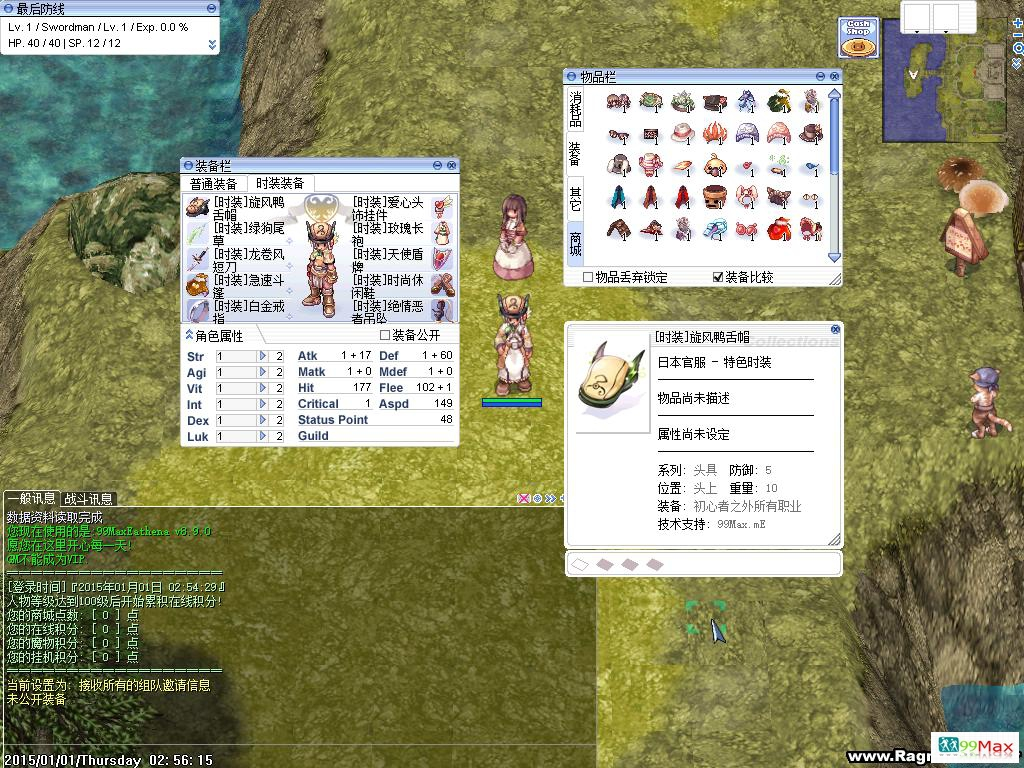 最后防线
Lv. 1 / Swordman / Lv. 1 / Exp. 0.0 %
HP. 40 / 40 | SP. 12 / 12
Cash
Shop
物品栏
消耗品
装备
其它
商城
物品丢弃锁定
装备比较
装备栏
普通装备 时装装备
[时装]旋风鸭舌帽
[时装]爱心头饰挂件
[时装]绿狗尾草
[时装]玫瑰长袍
[时装]龙卷风短刀
[时装]天使盾牌
[时装]急速斗篷
[时装]时尚休闲鞋
[时装]白金戒指
[时装]绝情恶者吊坠
角色属性
装备公开
Str 1 2 Atk 1 + 17 Def 1 + 60
Agi 1 2 Matk 1 + 0 Mdef 1 + 0
Vit 1 2 Hit 177 Flee 102 + 1
Int 1 2 Critical 1 Aspd 149
Dex 1 2 Status Point 48
Luk 1 2 Guild
[时装]旋风鸭舌帽
collections
日本官服 - 特色时装
物品尚未描述
属性尚未设定
系列: 头具 防御: 5
位置: 头上 重量: 10
装备: 初心者之外所有职业
技术支持: 99Max.mE
一般讯息 战斗讯息
数据资料读取完成
您现在使用的是:99MaxEathena v8.9.0
愿您在这里开心每一天!
GM不能成为VIP
[登录时间]『2015年01月01日 02:54:29』
人物等级达到100级后开始累积在线积分!
您的商城点数: [ 0 ] 点
您的在线积分: [ 0 ] 点
您的魔物积分: [ 0 ] 点
您的挂机积分: [ 0 ] 点
当前设置为: 接收所有的组队邀请信息
未公开装备
2015/01/01/Thursday 02:56:15
www.Ragn
99Max